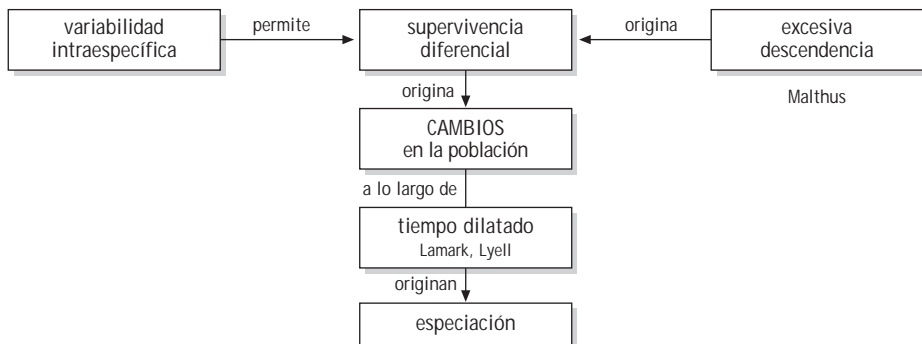 variabilidad
intraespecífica
permite
supervivencia
diferencial
origina
excesiva
descendencia
Malthus
origina
CAMBIOS
en la población
a lo largo de
tiempo dilatado
Lamark, Lyell
originan
especiación